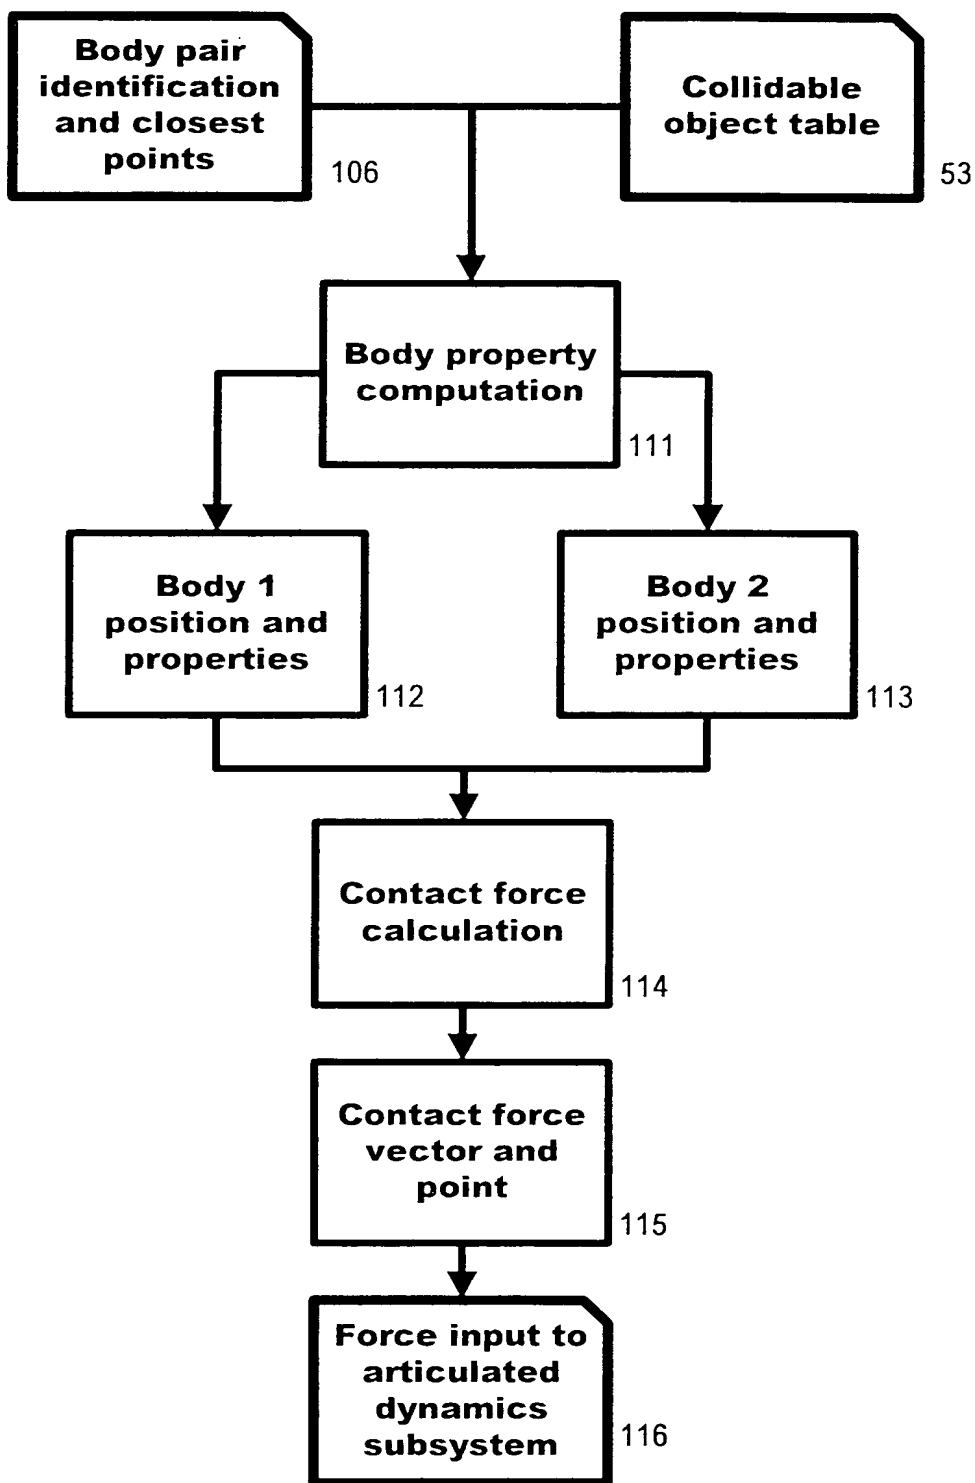 Body pair
identification
and closest
points
106
Collidable
object table
53
Body property
computation
111
Body 1
position and
properties
112
Body 2
position and
properties
113
Contact force
calculation
114
Contact force
vector and
point
115
Force input to
articulated
dynamics
subsystem
116